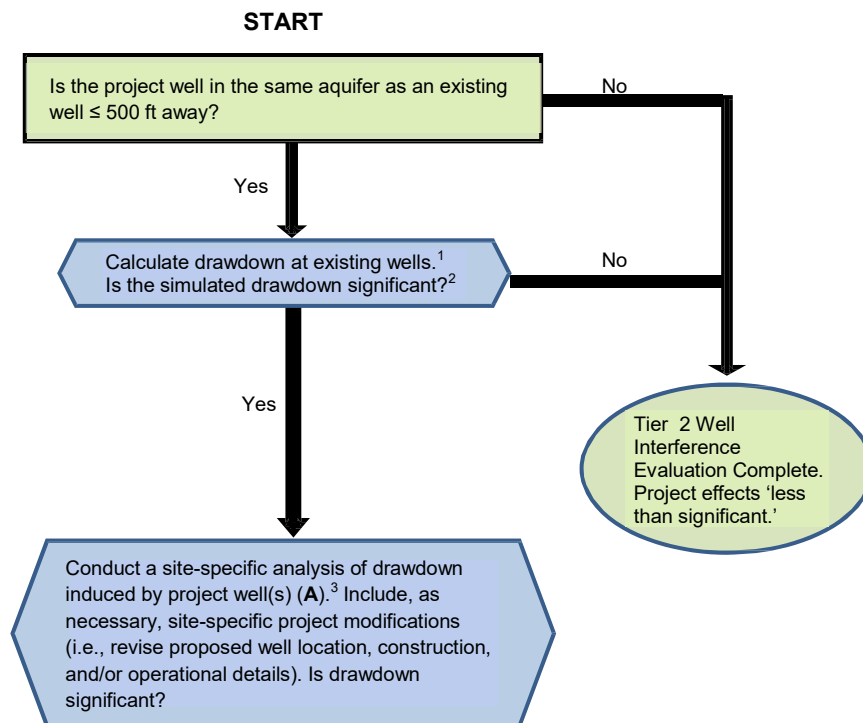 START
Is the project well in the same aquifer as an existing
well ≤ 500 ft away?
No
Yes
Calculate drawdown at existing wells.¹
Is the simulated drawdown significant?²
No
Yes
Tier 2 Well
Interference
Evaluation Complete.
Project effects ‘less
than significant.’
Conduct a site-specific analysis of drawdown
induced by project well(s) (A).³ Include, as
necessary, site-specific project modifications
(i.e., revise proposed well location, construction,
and/or operational details). Is drawdown
significant?